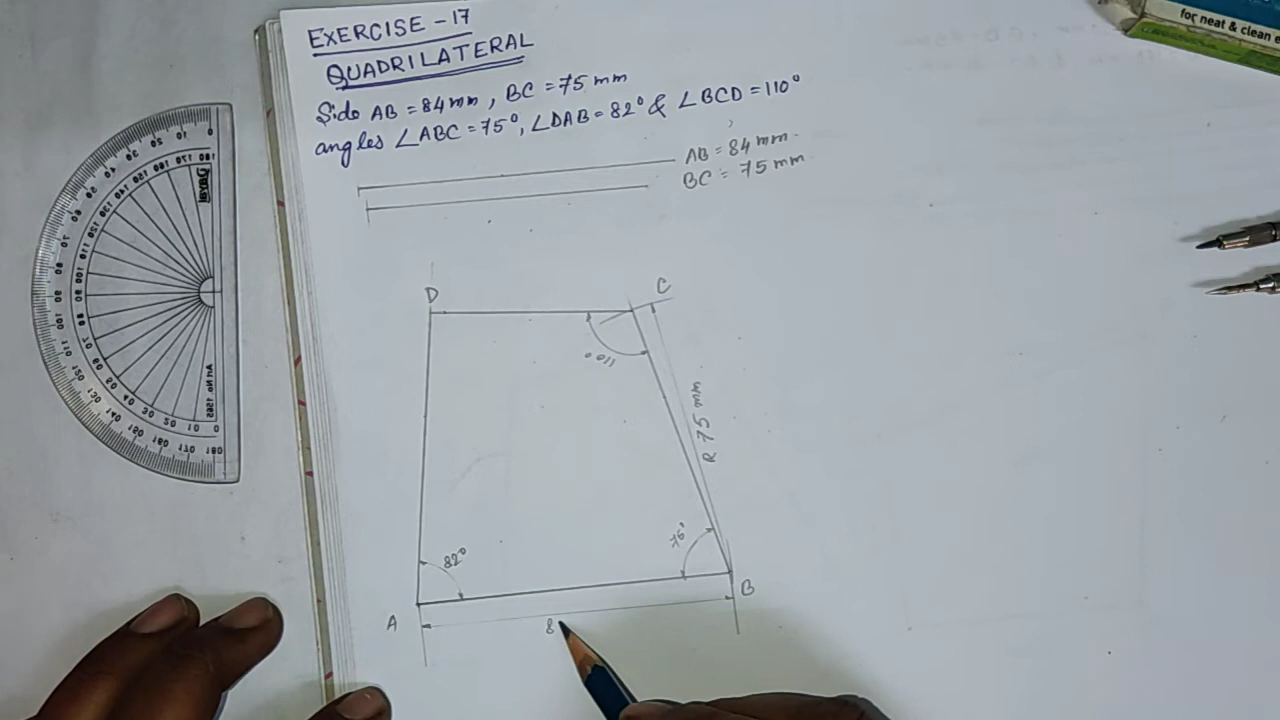 EXERCISE - 17
QUADRILATERAL
Side AB = 84 mm, BC = 75 mm
angles ∠ABC = 75°, ∠DAB = 82° & ∠BCD = 110°
AB = 84 mm.
BC = 75 mm
D
C
110°
R 75 mm
82°
75°
A
B
8
for neat & clean